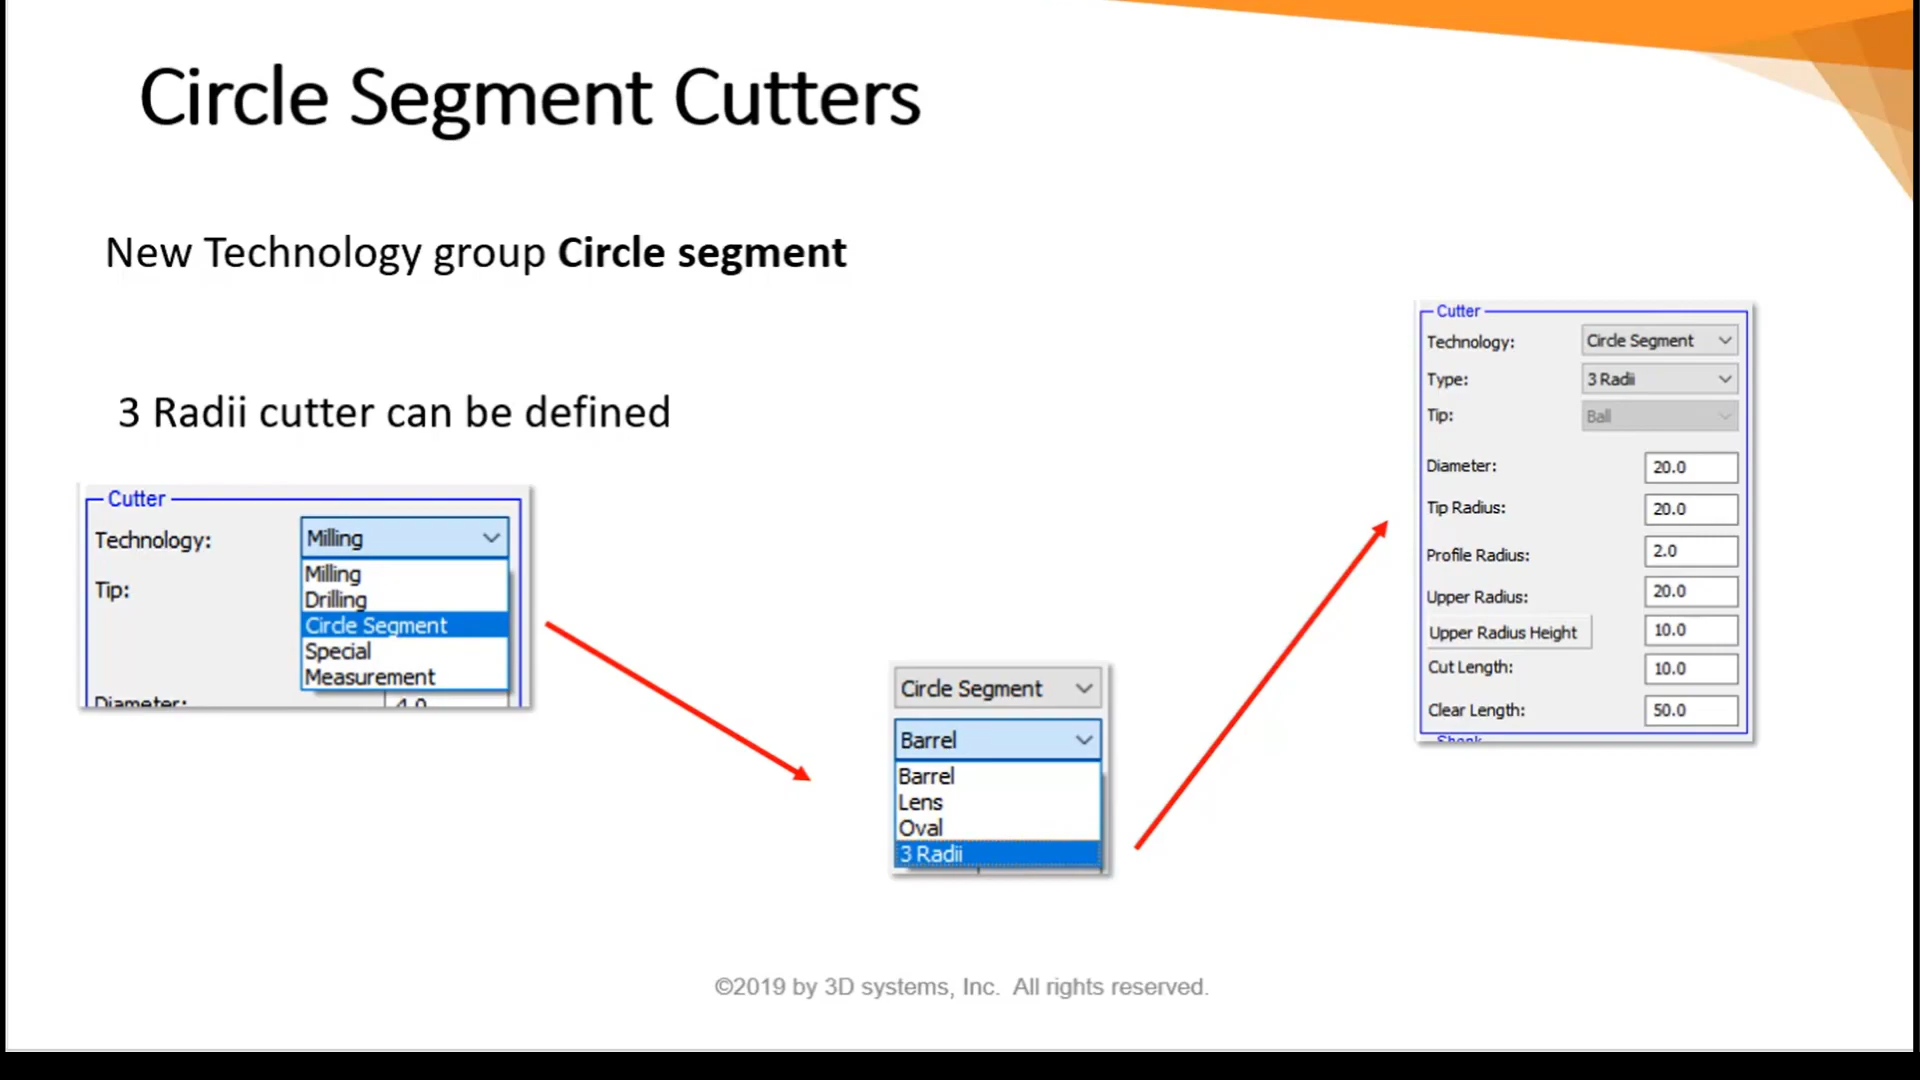 Circle Segment Cutters
New Technology group Circle segment
3 Radii cutter can be defined
Cutter
Technology: Milling
Milling
Drilling
Tip:
Circle Segment
Special
Measurement
Diameter: 4.0
Circle Segment
Barrel
Barrel
Lens
Oval
3 Radii
Cutter
Technology: Circle Segment
Type: 3 Radii
Tip: Ball
Diameter: 20.0
Tip Radius: 20.0
Profile Radius: 2.0
Upper Radius: 20.0
Upper Radius Height 10.0
Cut Length: 10.0
Clear Length: 50.0
Shank
©2019 by 3D systems, Inc. All rights reserved.